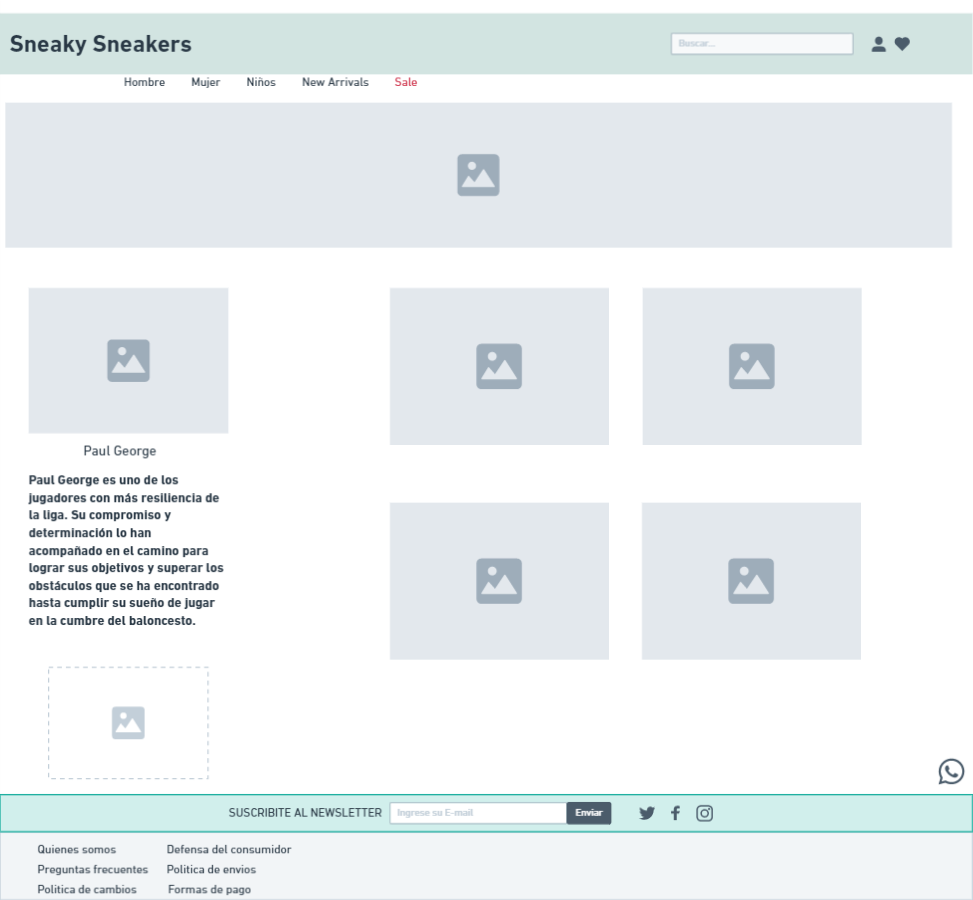 Sneaky Sneakers
Buscar...
Hombre Mujer Niños New Arrivals Sale
Paul George
Paul George es uno de los
jugadores con más resiliencia de
la liga. Su compromiso y
determinación lo han
acompañado en el camino para
lograr sus objetivos y superar los
obstáculos que se ha encontrado
hasta cumplir su sueño de jugar
en la cumbre del baloncesto.
SUSCRIBITE AL NEWSLETTER Ingrese su E-mail Enviar
Quienes somos Defensa del consumidor
Preguntas frecuentes Politica de envios
Politica de cambios Formas de pago